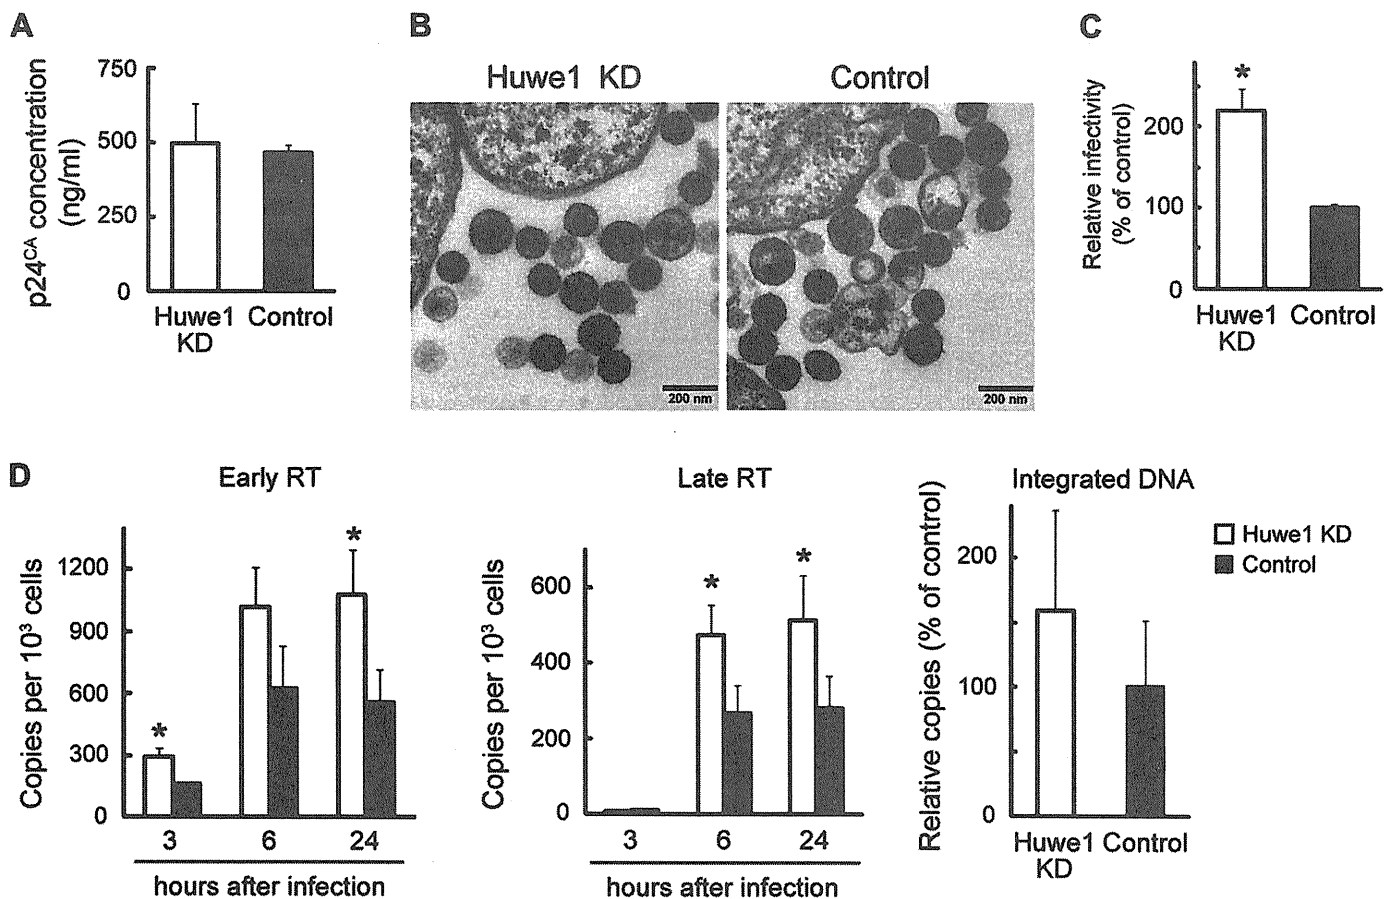 A
p24ᶜᴬ concentration
(ng/ml)
750
500
250
0
Huwe1 Control
KD
B
Huwe1 KD
Control
200 nm
200 nm
C
Relative infectivity
(% of control)
*
200
100
0
Huwe1 Control
KD
D
Early RT
Copies per 10³ cells
1200
900
600
300
0
*
*
3 6 24
hours after infection
Late RT
Copies per 10³ cells
600
400
200
0
*
*
3 6 24
hours after infection
Integrated DNA
Relative copies (% of control)
200
100
0
Huwe1 Control
KD
Huwe1 KD
Control